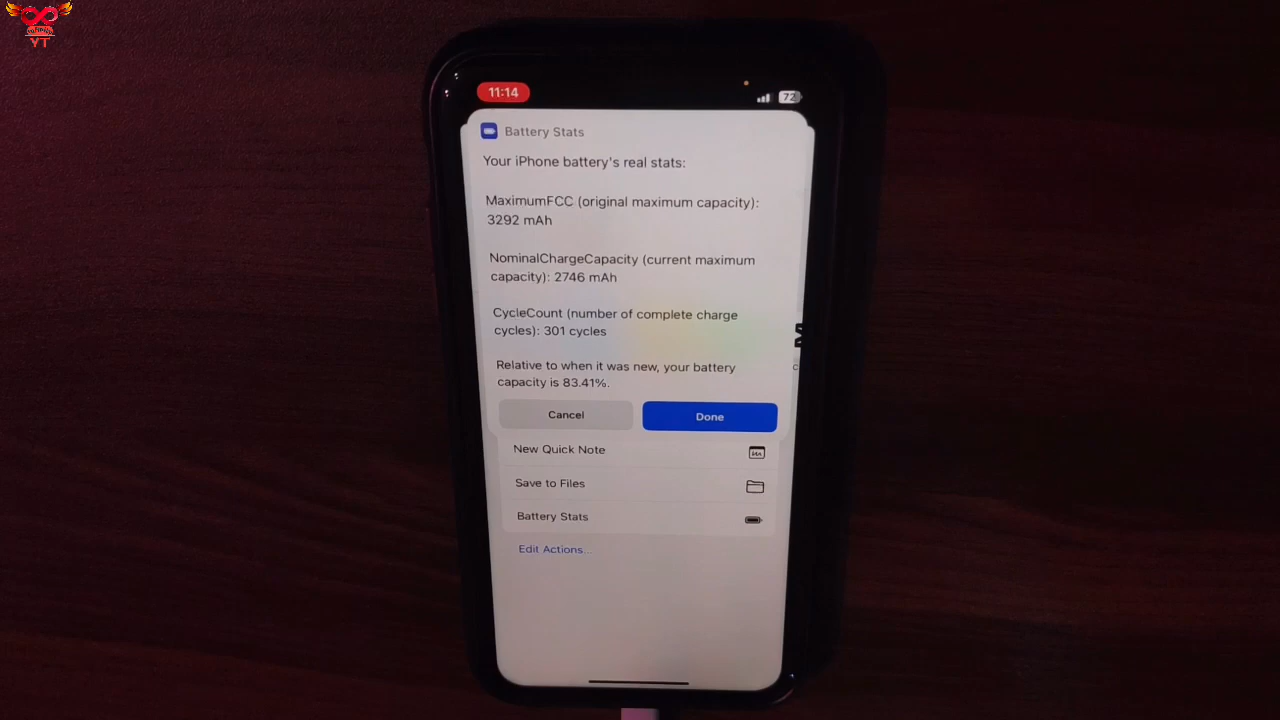 YT
11:14
72
Battery Stats
Your iPhone battery's real stats:
MaximumFCC (original maximum capacity):
3292 mAh
NominalChargeCapacity (current maximum
capacity): 2746 mAh
CycleCount (number of complete charge
cycles): 301 cycles
Relative to when it was new, your battery
capacity is 83.41%.
Cancel
Done
New Quick Note
Save to Files
Battery Stats
Edit Actions...